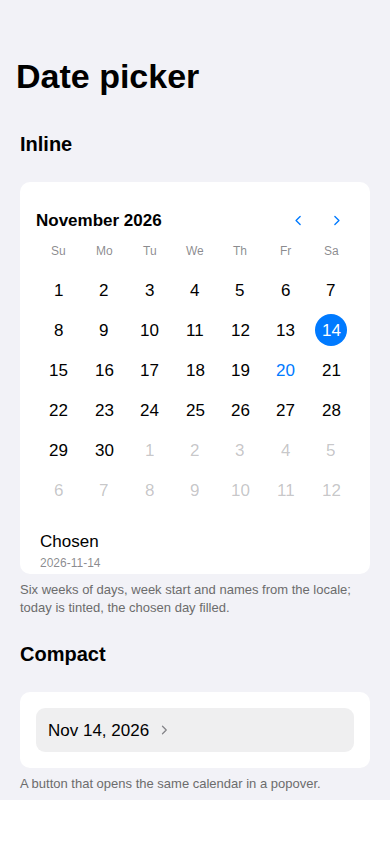 Date picker
Inline
November 2026
Su Mo Tu We Th Fr Sa
1 2 3 4 5 6 7
8 9 10 11 12 13 14
15 16 17 18 19 20 21
22 23 24 25 26 27 28
29 30 1 2 3 4 5
6 7 8 9 10 11 12
Chosen
2026-11-14
Six weeks of days, week start and names from the locale;
today is tinted, the chosen day filled.
Compact
Nov 14, 2026
A button that opens the same calendar in a popover.